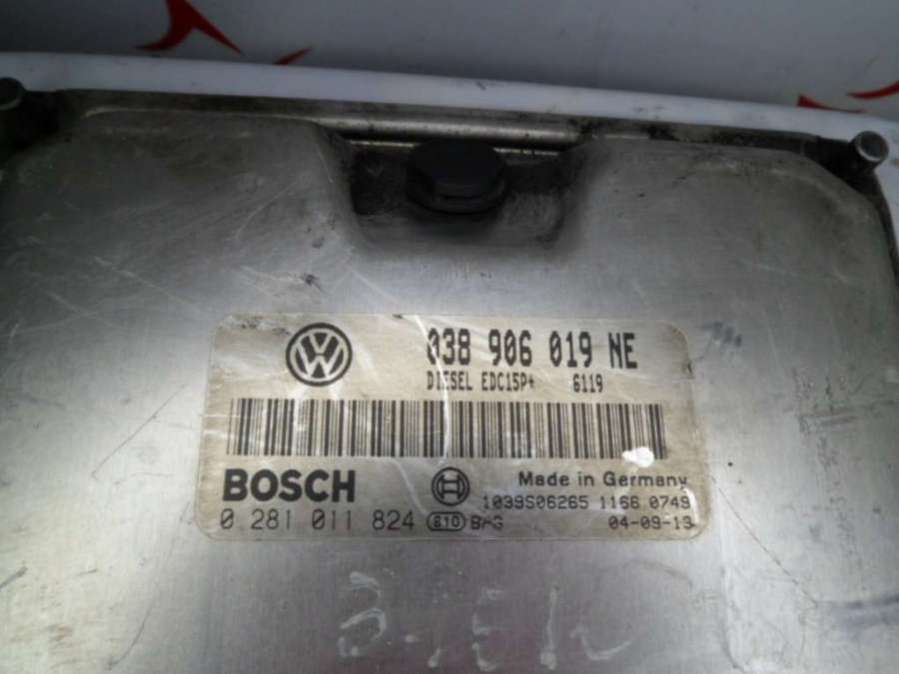 038 906 019 NE
DIESEL EDC15P+ 6119
BOSCH
Made in Germany
1039S06265 1166 0749
0 281 011 824
04-09-13